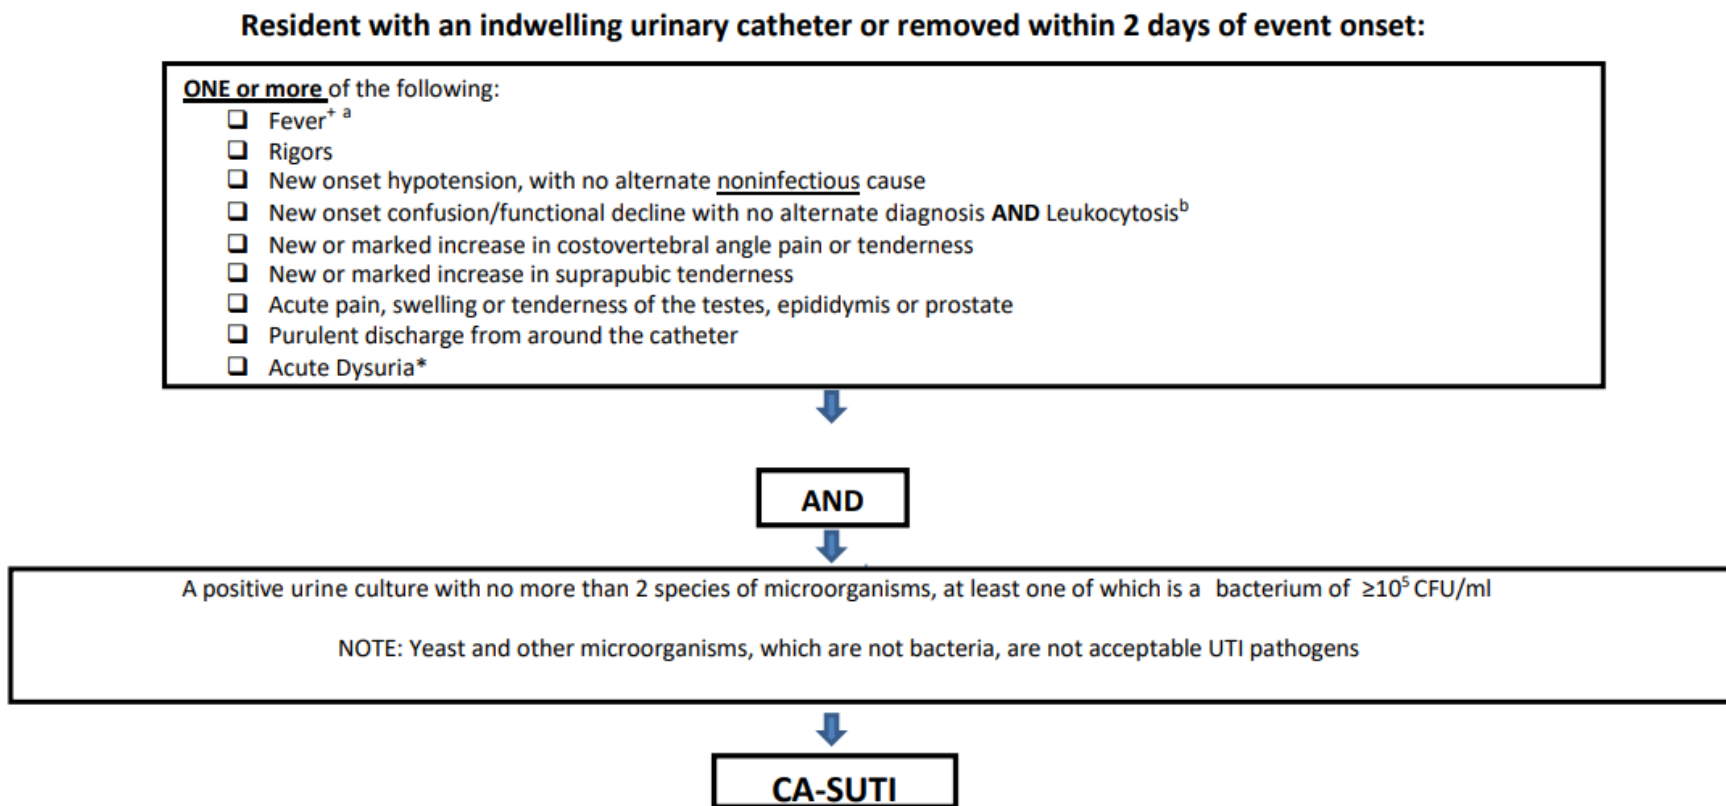 Resident with an indwelling urinary catheter or removed within 2 days of event onset:
ONE or more of the following:
❑ Fever⁺ ᵃ
❑ Rigors
❑ New onset hypotension, with no alternate noninfectious cause
❑ New onset confusion/functional decline with no alternate diagnosis AND Leukocytosisᵇ
❑ New or marked increase in costovertebral angle pain or tenderness
❑ New or marked increase in suprapubic tenderness
❑ Acute pain, swelling or tenderness of the testes, epididymis or prostate
❑ Purulent discharge from around the catheter
❑ Acute Dysuria*
AND
A positive urine culture with no more than 2 species of microorganisms, at least one of which is a bacterium of ≥10⁵ CFU/ml
NOTE: Yeast and other microorganisms, which are not bacteria, are not acceptable UTI pathogens
CA-SUTI